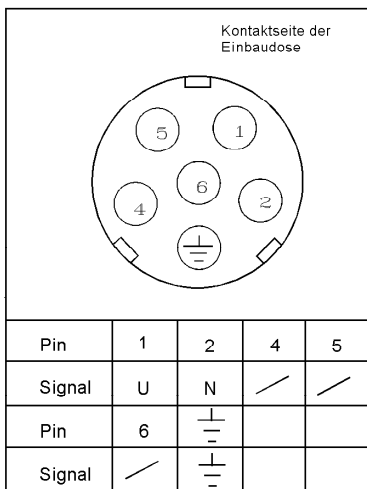 Kontaktseite der
Einbaudose
5 1
6
4 2
Pin 1 2 4 5
Signal U N / /
Pin 6 ⏚
Signal / ⏚